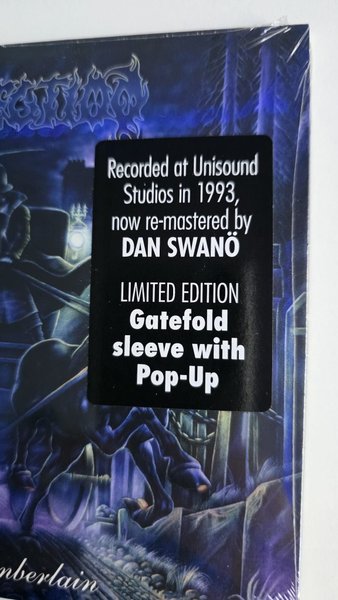 Recorded at Unisound
Studios in 1993,
now re-mastered by
DAN SWANÖ
LIMITED EDITION
Gatefold
sleeve with
Pop-Up
mberlain